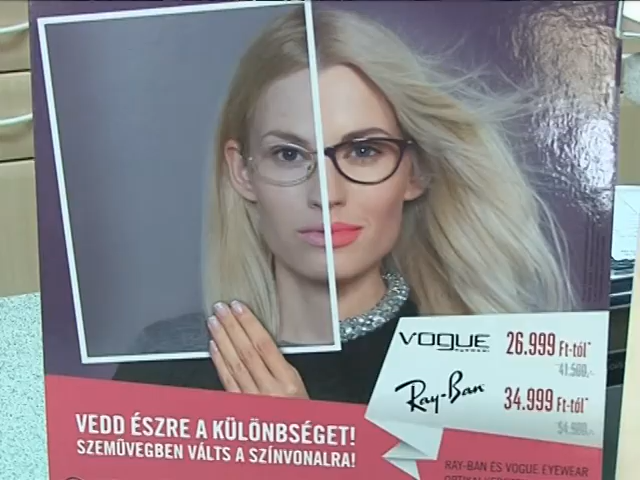 VOGUE
26.999 Ft-tól*
41.500,-
Ray-Ban
34.999 Ft-tól*
54.900,-
VEDD ÉSZRE A KÜLÖNBSÉGET!
SZEMÜVEGBEN VÁLTS A SZÍNVONALRA!
RAY-BAN ÉS VOGUE EYEWEAR